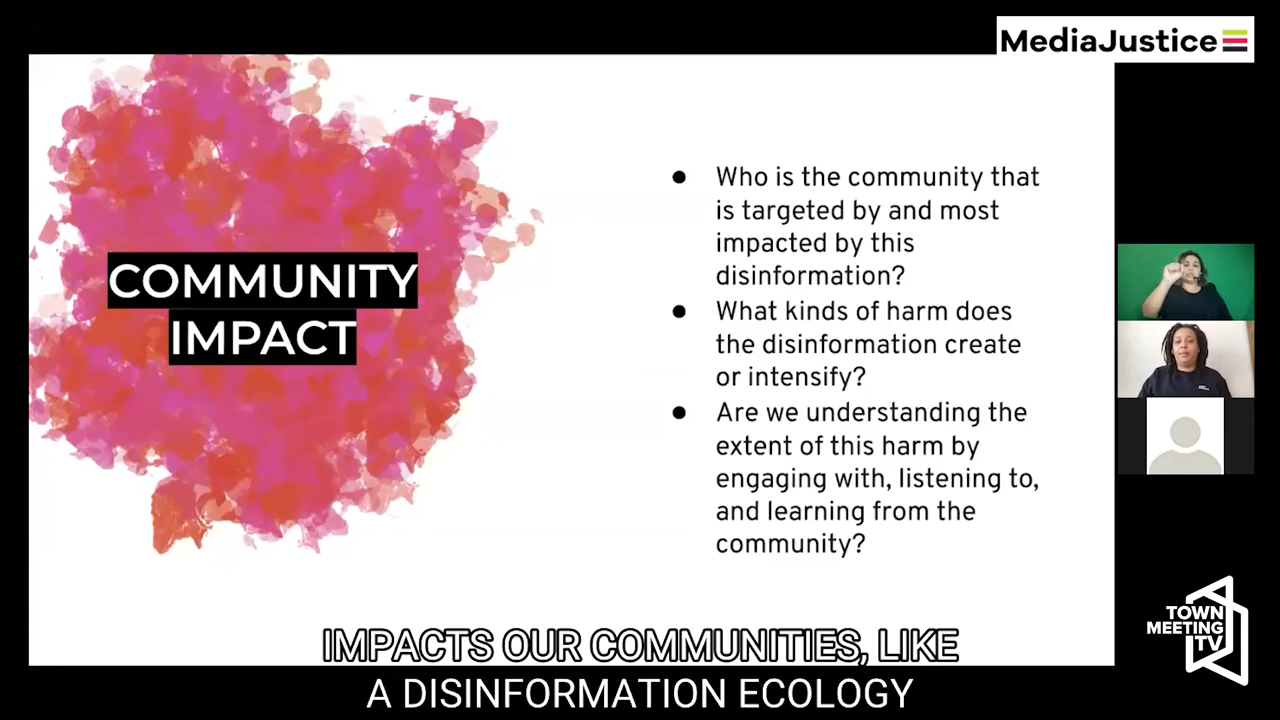 MediaJustice
COMMUNITY
IMPACT
● Who is the community that
is targeted by and most
impacted by this
disinformation?
● What kinds of harm does
the disinformation create
or intensify?
● Are we understanding the
extent of this harm by
engaging with, listening to,
and learning from the
community?
IMPACTS OUR COMMUNITIES, LIKE
A DISINFORMATION ECOLOGY
TOWN
MEETING
TV